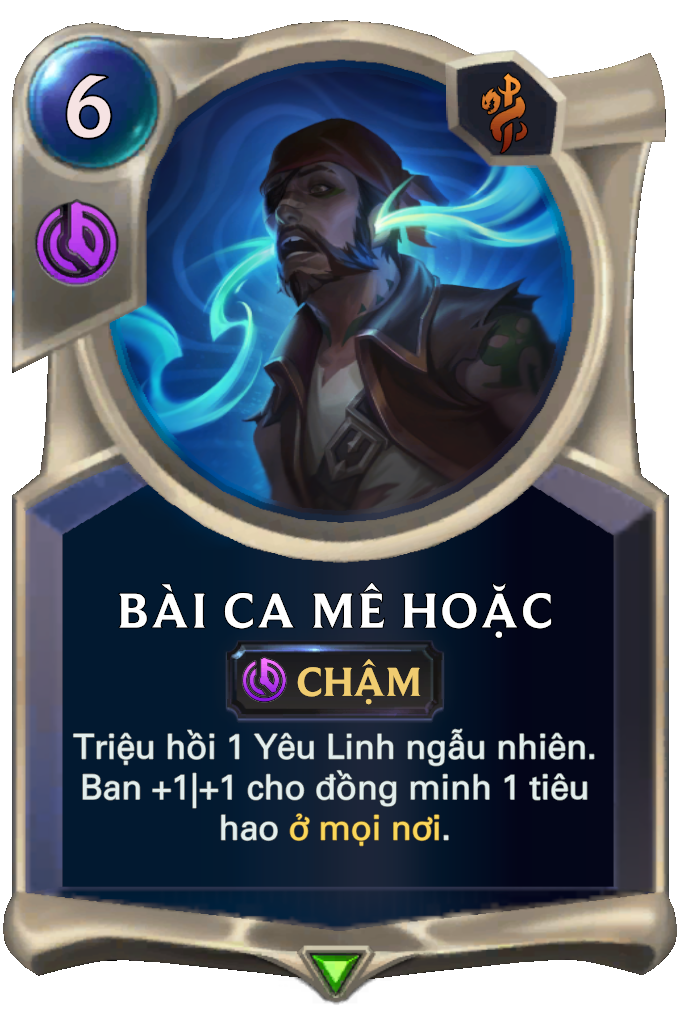 6
BÀI CA MÊ HOẶC
CHẬM
Triệu hồi 1 Yêu Linh ngẫu nhiên.
Ban +1|+1 cho đồng minh 1 tiêu
hao ở mọi nơi.